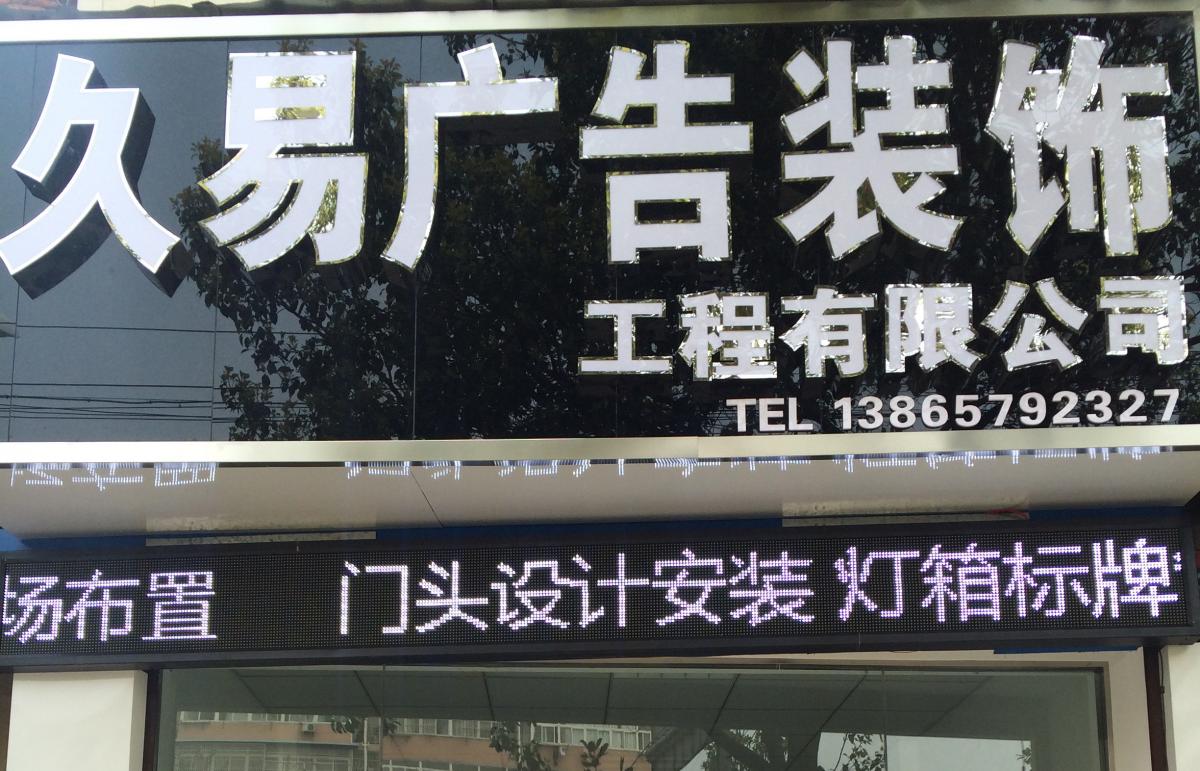 久易广告装饰
工程有限公司
TEL 13865792327
场布置 门头设计安装 灯箱标牌